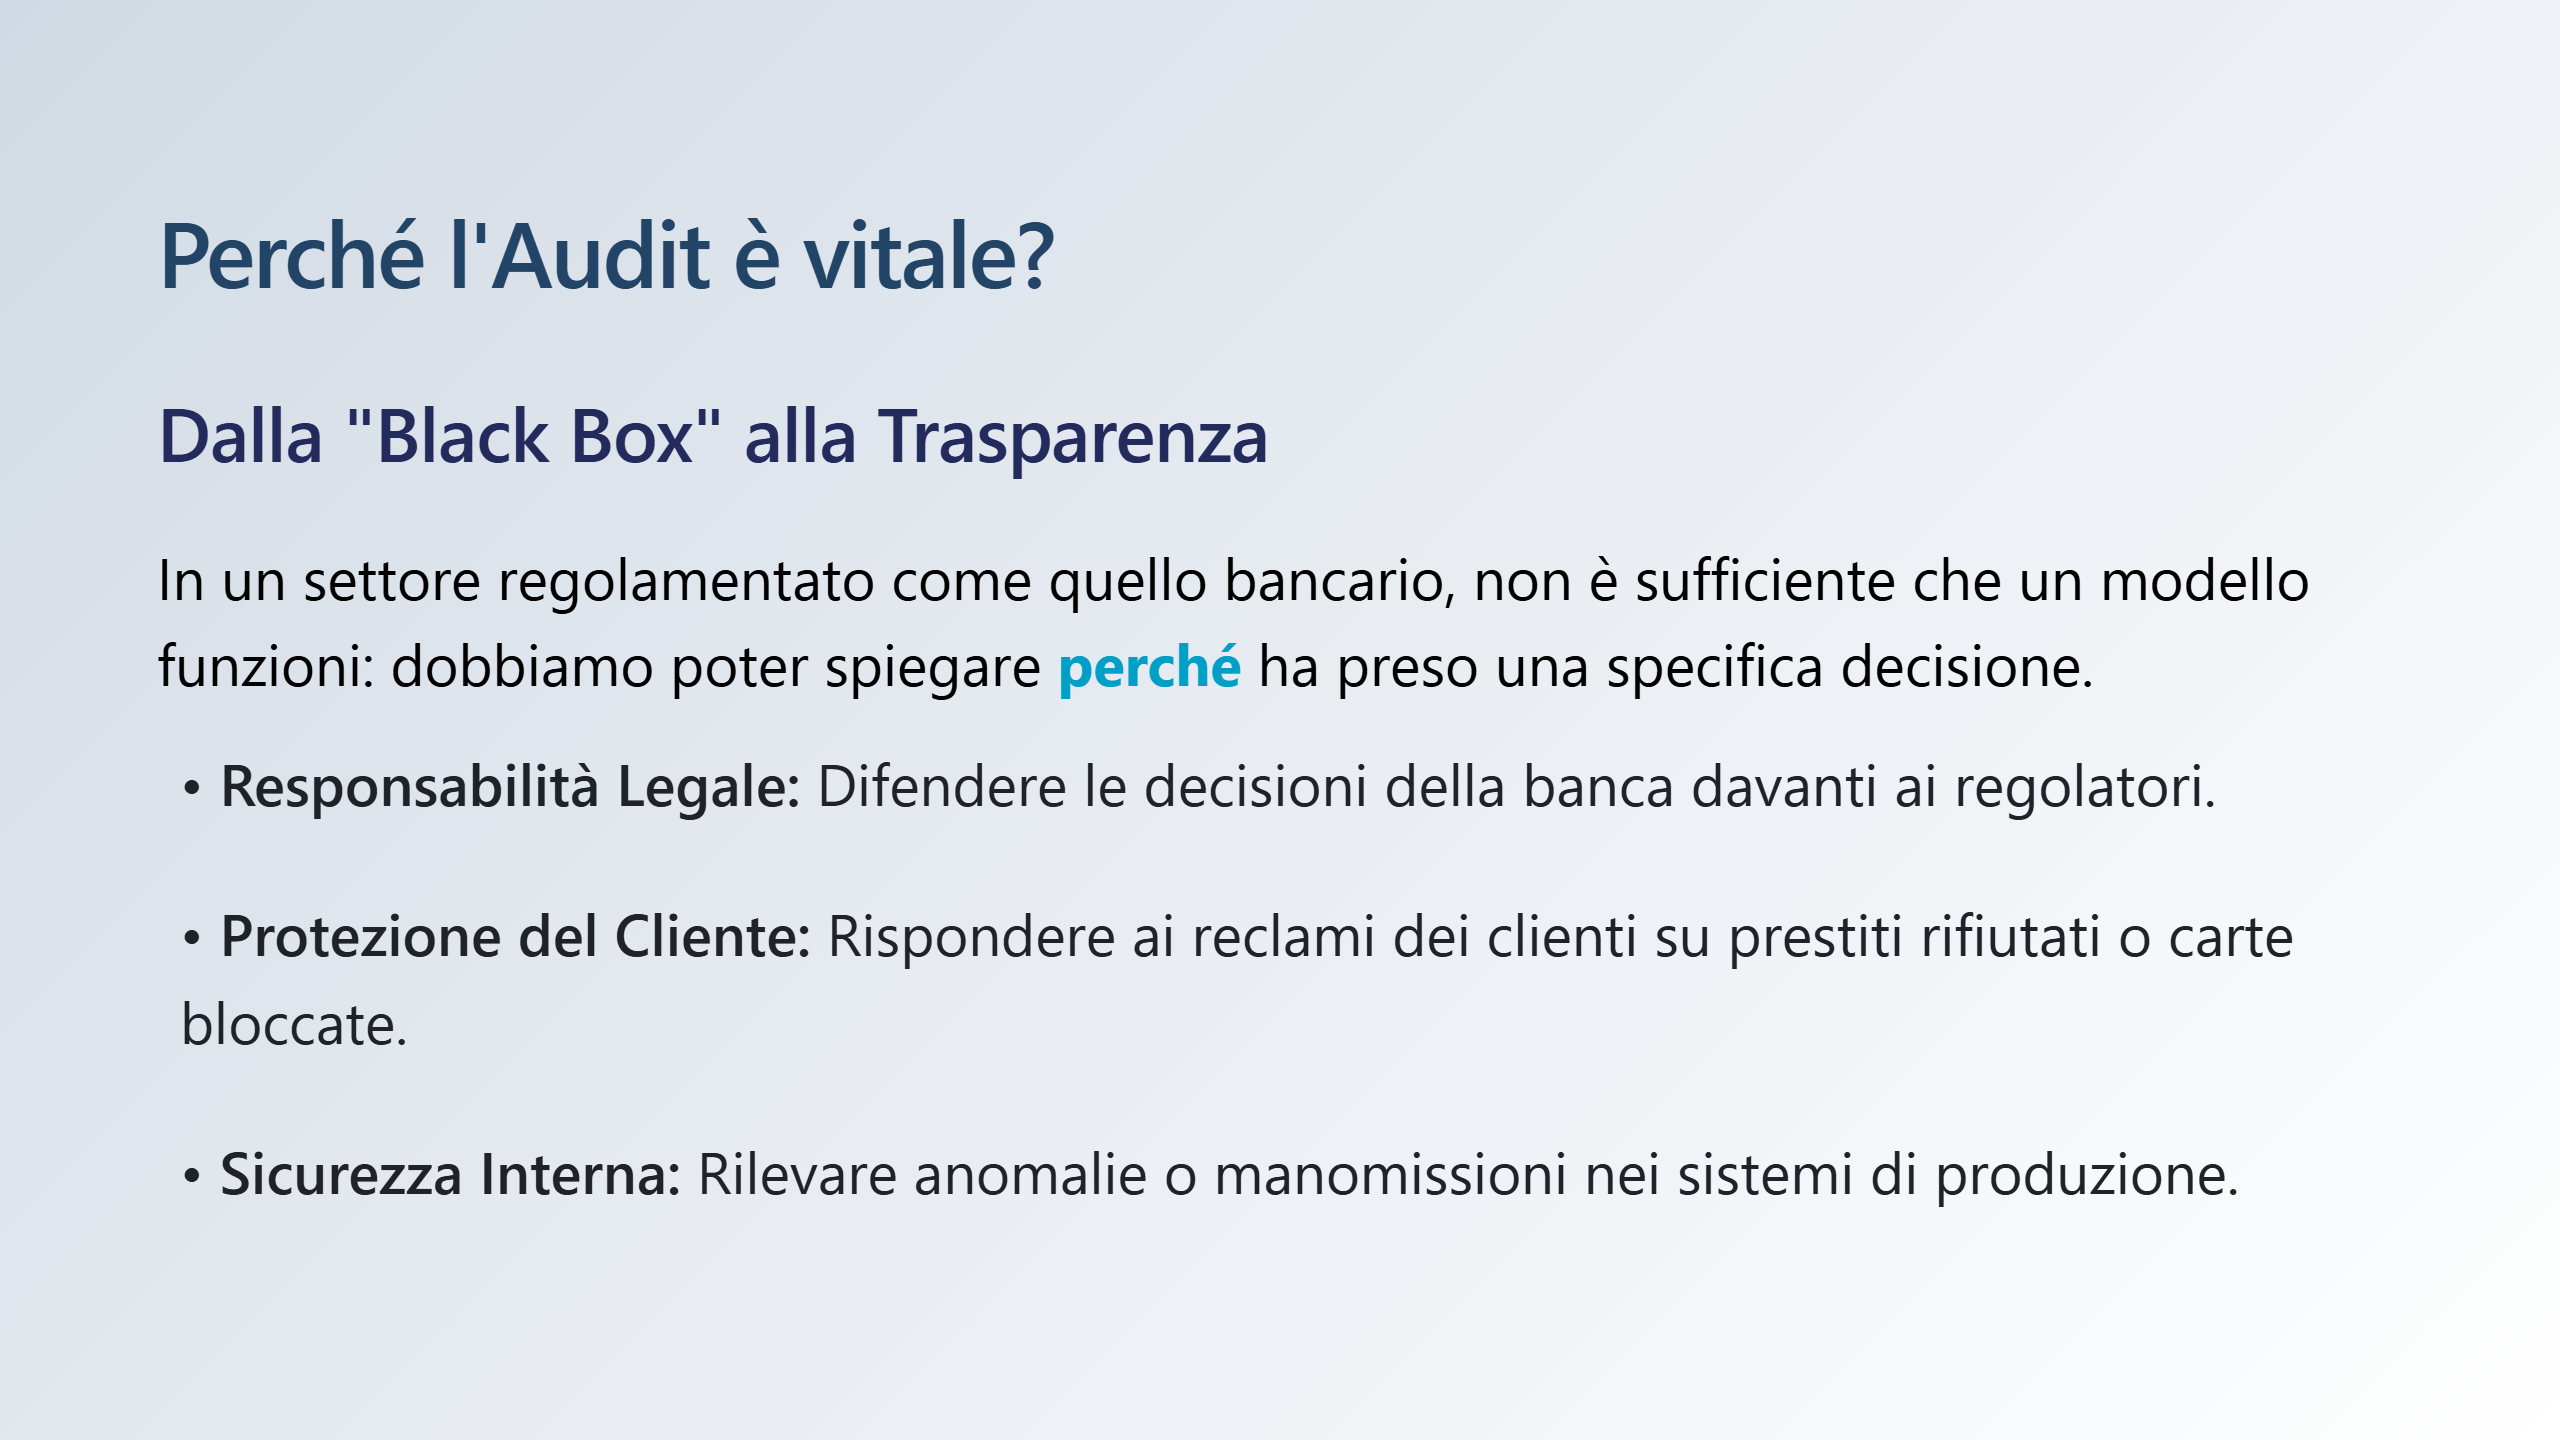 Perché l'Audit è vitale?
Dalla "Black Box" alla Trasparenza
In un settore regolamentato come quello bancario, non è sufficiente che un modello
funzioni: dobbiamo poter spiegare perché ha preso una specifica decisione.
• Responsabilità Legale: Difendere le decisioni della banca davanti ai regolatori.
• Protezione del Cliente: Rispondere ai reclami dei clienti su prestiti rifiutati o carte
bloccate.
• Sicurezza Interna: Rilevare anomalie o manomissioni nei sistemi di produzione.